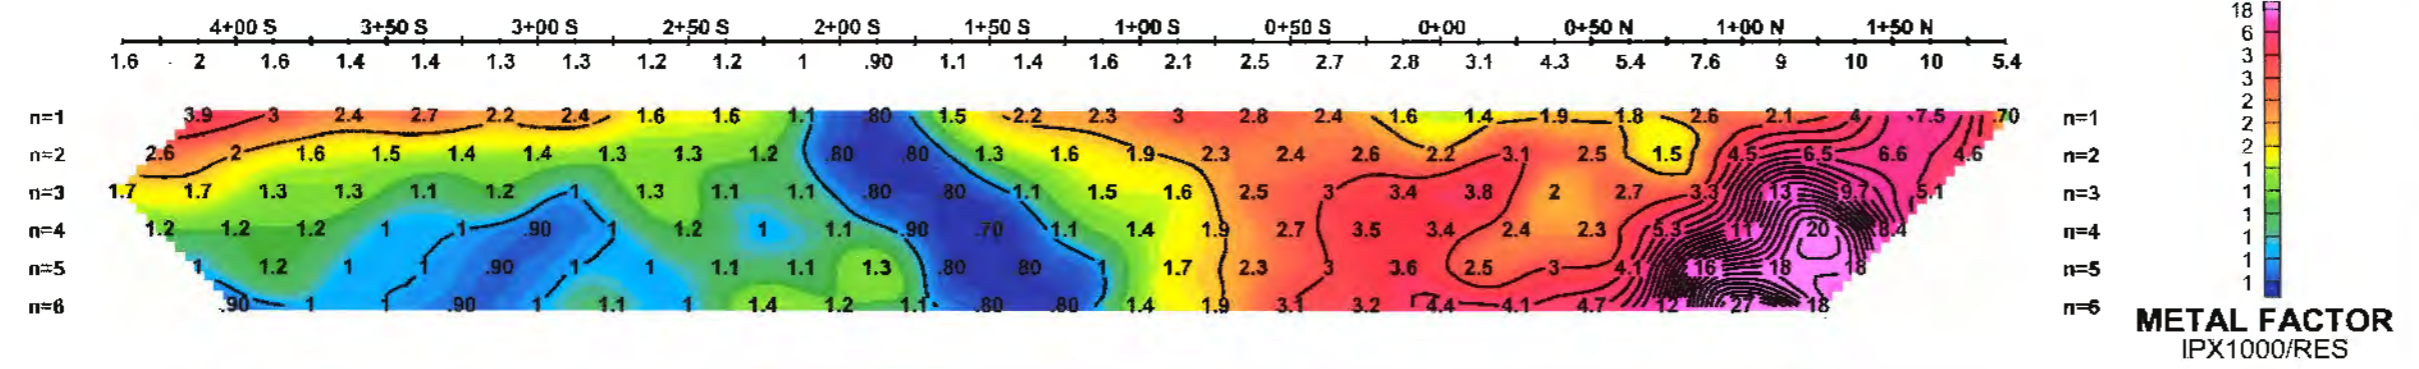 4+00 S 3+50 S 3+00 S 2+50 S 2+00 S 1+50 S 1+00 S 0+50 S 0+00 0+50 N 1+00 N 1+50 N
1.6 2 1.6 1.4 1.4 1.3 1.3 1.2 1.2 1 .90 1.1 1.4 1.6 2.1 2.5 2.7 2.8 3.1 4.3 5.4 7.6 9 10 10 5.4
n=1 3.9 3 2.4 2.7 2.2 2.4 1.6 1.6 1.1 .80 1.5 2.2 2.3 3 2.8 2.4 1.6 1.4 1.9 1.8 2.6 2.1 4 7.5 .70 n=1
n=2 2.6 2 1.6 1.5 1.4 1.4 1.3 1.3 1.2 .80 .80 1.3 1.6 1.9 2.3 2.4 2.6 2.2 3.1 2.5 1.5 4.5 6.5 6.6 4.6 n=2
n=3 1.7 1.7 1.3 1.3 1.1 1.2 1 1.3 1.1 1.1 .80 .80 1.1 1.5 1.6 2.5 3 3.4 3.8 2 2.7 3.3 13 9.7 5.1 n=3
n=4 1.2 1.2 1.2 1 1 .90 1 1.2 1 1.1 .90 .70 1.1 1.4 1.9 2.7 3.5 3.4 2.4 2.3 5.3 11 20 8.4 n=4
n=5 1 1.2 1 1 .90 1 1 1.1 1.1 1.3 .80 .80 1 1.7 2.3 3 3.6 2.5 3 4.1 16 18 18 n=5
n=6 .90 1 1 .90 1 1.1 1 1.4 1.2 1.1 .80 .80 1.4 1.9 3.1 3.2 4.4 4.1 4.7 12 27 18 n=6
18
6
3
3
2
2
2
1
1
1
1
1
1
METAL FACTOR
IPX1000/RES